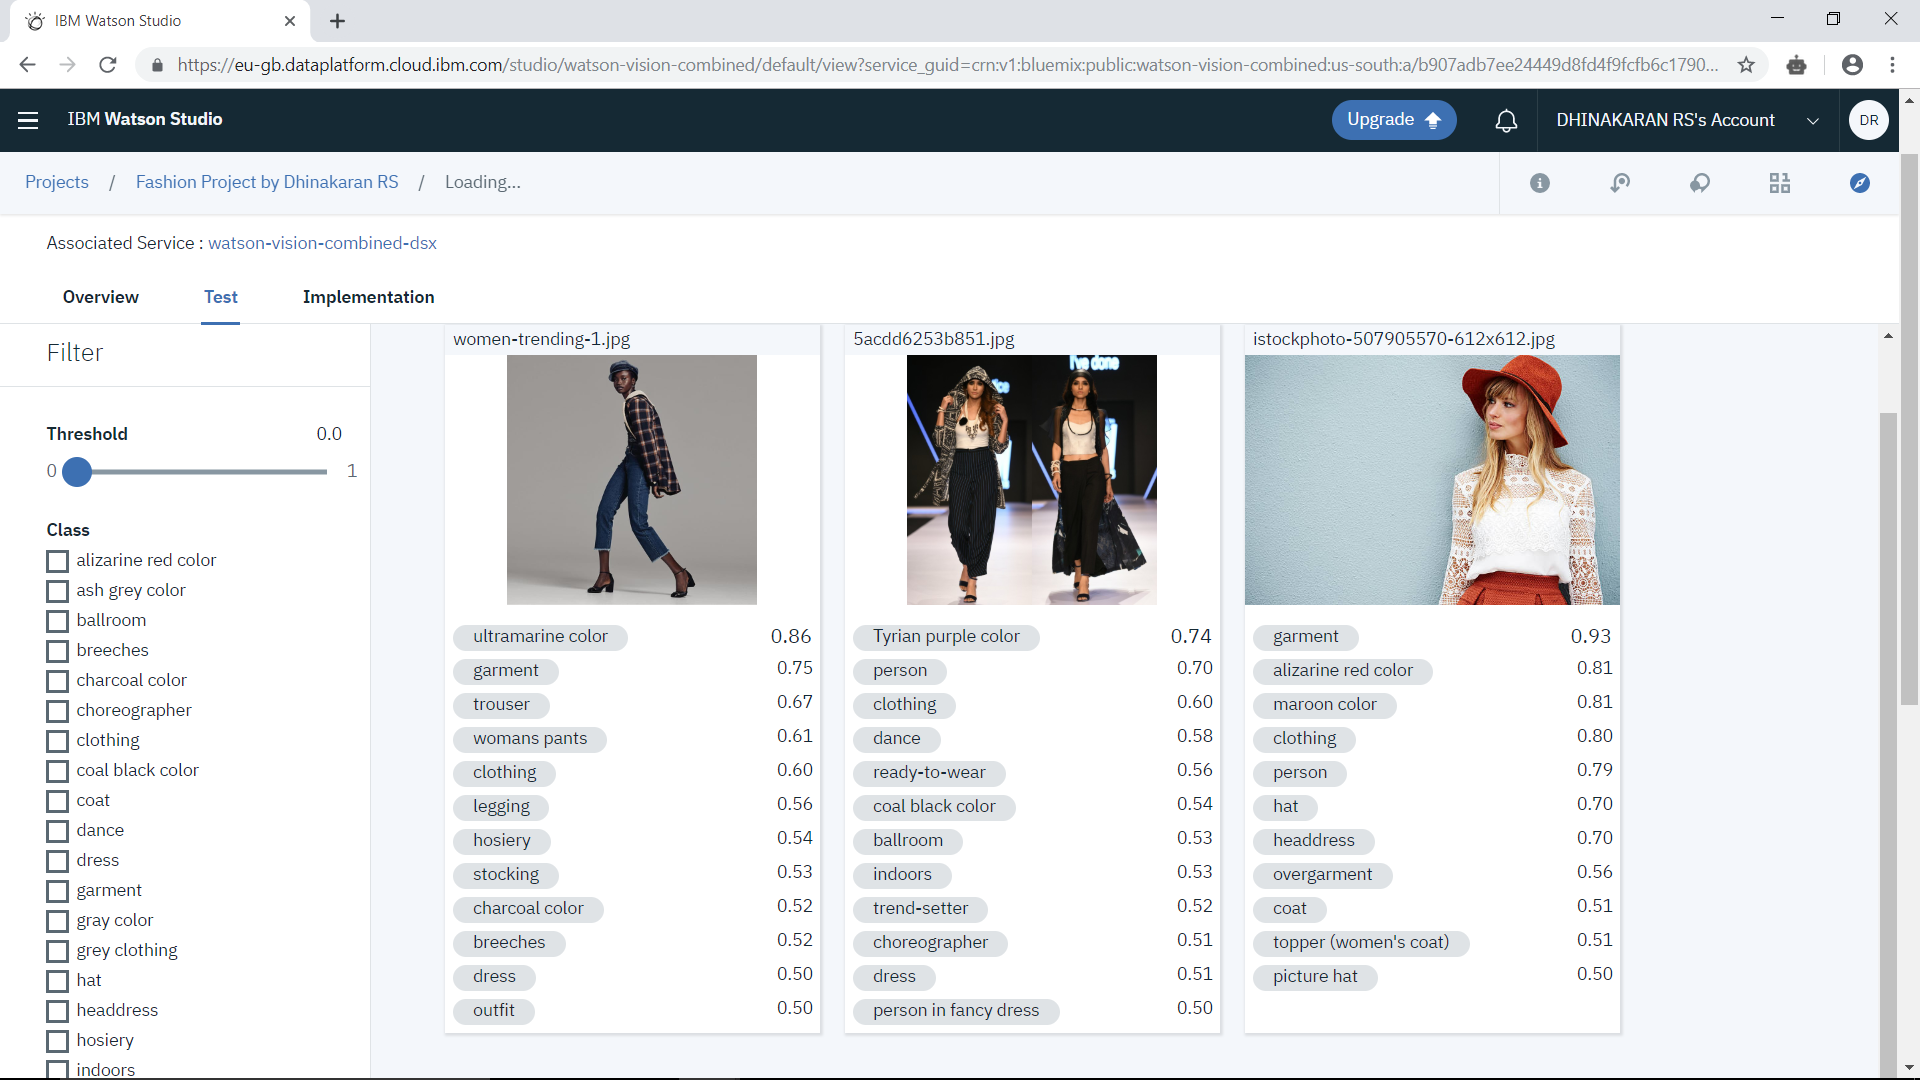 IBM Watson Studio
https://eu-gb.dataplatform.cloud.ibm.com/studio/watson-vision-combined/default/view?service_guid=crn:v1:bluemix:public:watson-vision-combined:us-south:a/b907adb7ee24449d8fd4f9fcfb6c1790...
IBM Watson Studio
Upgrade
DHINAKARAN RS's Account
DR
Projects / Fashion Project by Dhinakaran RS / Loading...
Associated Service : watson-vision-combined-dsx
Overview
Test
Implementation
Filter
Threshold 0.0
0 1
Class
alizarine red color
ash grey color
ballroom
breeches
charcoal color
choreographer
clothing
coal black color
coat
dance
dress
garment
gray color
grey clothing
hat
headdress
hosiery
indoors
women-trending-1.jpg
ultramarine color 0.86
garment 0.75
trouser 0.67
womans pants 0.61
clothing 0.60
legging 0.56
hosiery 0.54
stocking 0.53
charcoal color 0.52
breeches 0.52
dress 0.50
outfit 0.50
5acdd6253b851.jpg
I've done
Tyrian purple color 0.74
person 0.70
clothing 0.60
dance 0.58
ready-to-wear 0.56
coal black color 0.54
ballroom 0.53
indoors 0.53
trend-setter 0.52
choreographer 0.51
dress 0.51
person in fancy dress 0.50
istockphoto-507905570-612x612.jpg
garment 0.93
alizarine red color 0.81
maroon color 0.81
clothing 0.80
person 0.79
hat 0.70
headdress 0.70
overgarment 0.56
coat 0.51
topper (women's coat) 0.51
picture hat 0.50